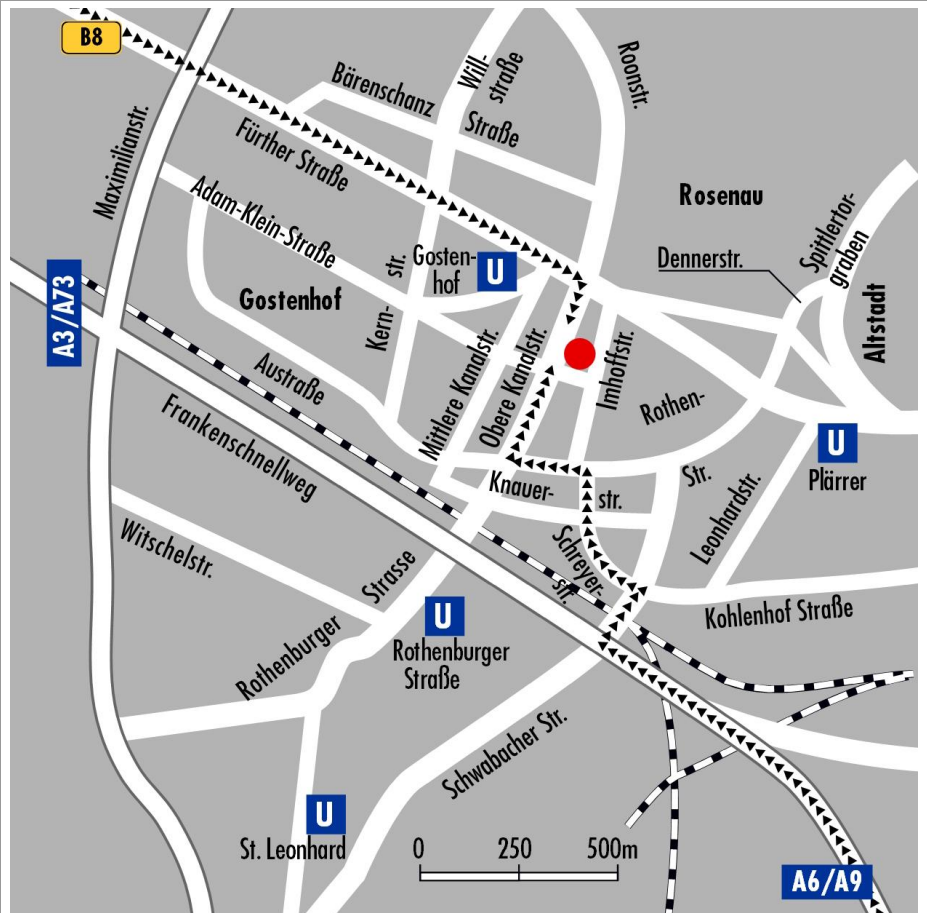 B8
Will-
straße
Roonstr.
Bärenschanz
Straße
Maximilianstr.
Fürther Straße
Rosenau
Adam-Klein-Straße
Spittlertor-
graben
Dennerstr.
Gosten-
hof
U
str.
Kern-
Gostenhof
A3/A73
Altstadt
Austraße
Mittlere Kanalstr.
Obere Kanalstr.
Imhoffstr.
Rothen-
Str.
Frankenschnellweg
U
Plärrer
Knauer-
str.
Leonhardstr.
Witschelstr.
Schreyer-
str.
Strasse
Rothenburger
U
Rothenburger
Straße
Kohlenhof Straße
Schwabacher Str.
U
St. Leonhard
0 250 500m
A6/A9